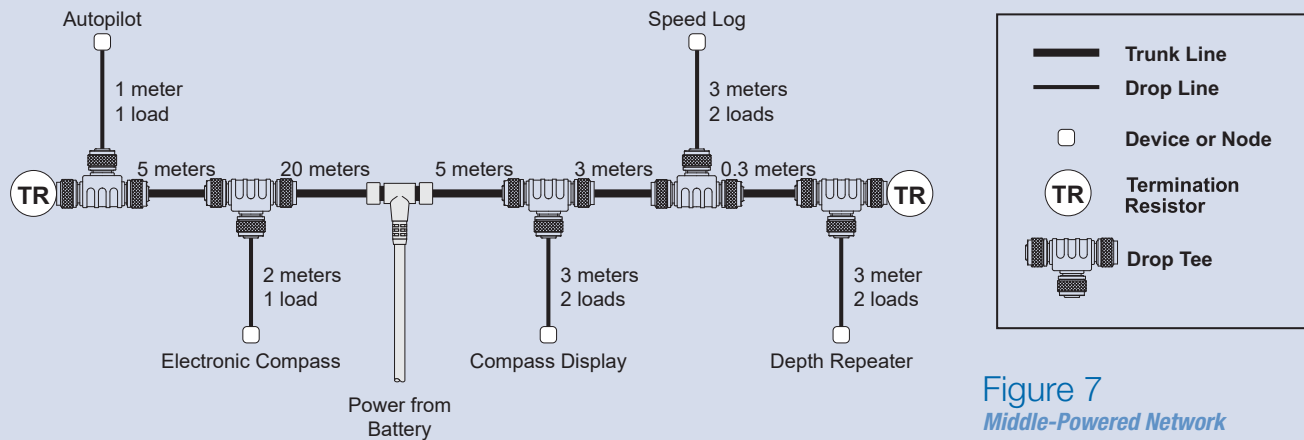 Autopilot
Speed Log
1 meter
1 load
3 meters
2 loads
5 meters
20 meters
5 meters
3 meters
0.3 meters
TR
TR
2 meters
1 load
3 meters
2 loads
3 meter
2 loads
Electronic Compass
Compass Display
Depth Repeater
Power from
Battery
Trunk Line
Drop Line
Device or Node
TR
Termination
Resistor
Drop Tee
Figure 7
Middle-Powered Network